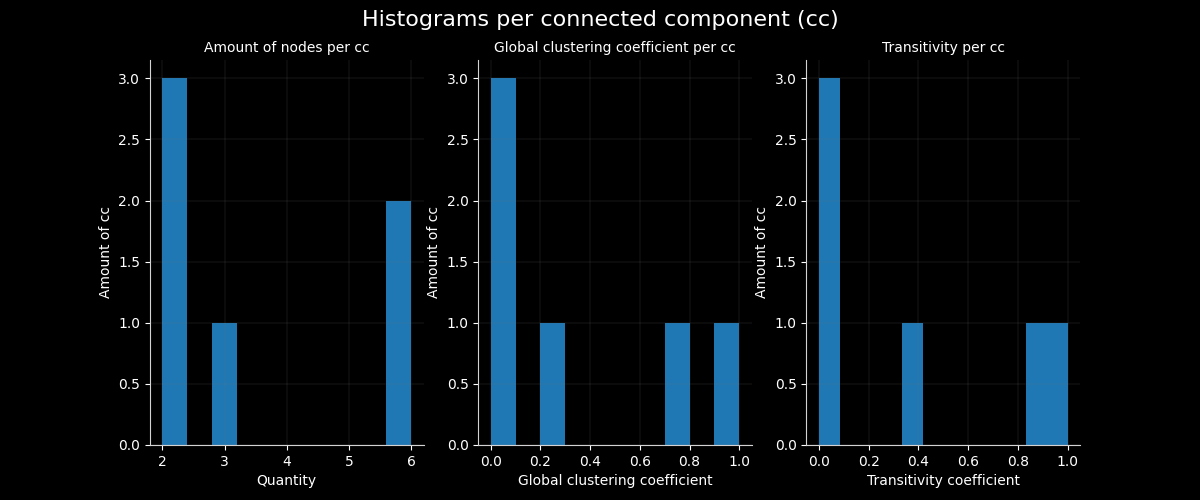 Histograms per connected component (cc)
Amount of nodes per cc
Global clustering coefficient per cc
Transitivity per cc
3.0
2.5
2.0
1.5
1.0
0.5
0.0
Amount of cc
2 3 4 5 6
Quantity
3.0
2.5
2.0
1.5
1.0
0.5
0.0
Amount of cc
0.0 0.2 0.4 0.6 0.8 1.0
Global clustering coefficient
3.0
2.5
2.0
1.5
1.0
0.5
0.0
Amount of cc
0.0 0.2 0.4 0.6 0.8 1.0
Transitivity coefficient